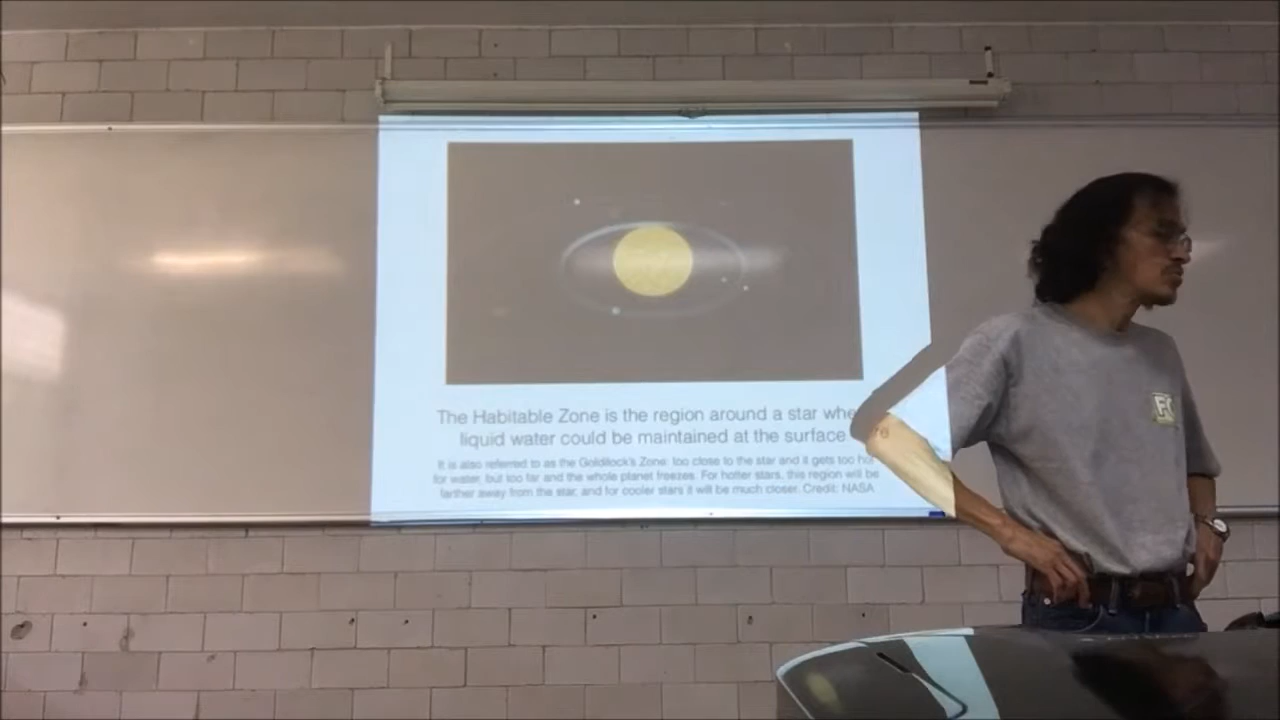 The Habitable Zone is the region around a star whe
liquid water could be maintained at the surface
It is also referred to as the Goldilock's Zone: too close to the star and it gets too hot
for water, but too far and the whole planet freezes. For hotter stars, this region will be
farther away from the star, and for cooler stars it will be much closer. Credit: NASA